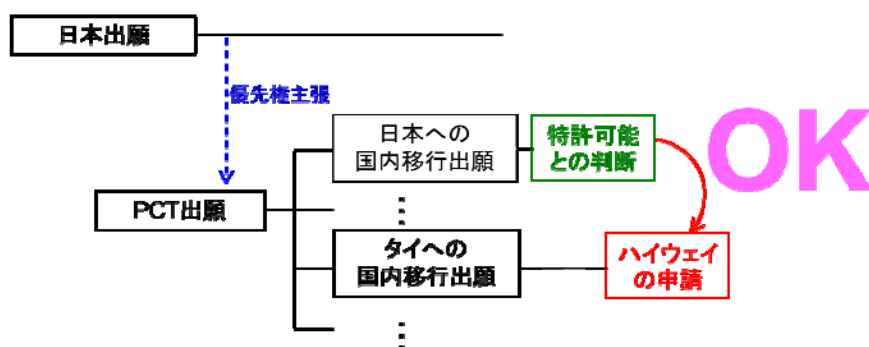 日本出願
優先権主張
日本への
国内移行出願
特許可能
との判断
OK
PCT出願
タイへの
国内移行出願
ハイウェイ
の申請